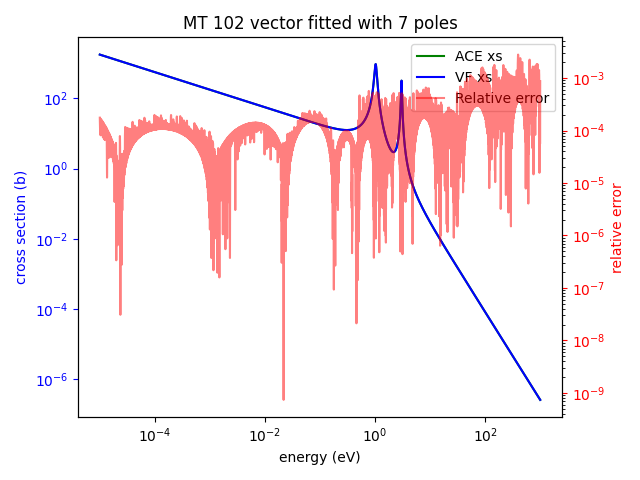 MT 102 vector fitted with 7 poles
ACE xs
VF xs
Relative error
cross section (b)
10^2
10^0
10^-2
10^-4
10^-6
10^-3
10^-4
10^-5
10^-6
10^-7
10^-8
10^-9
relative error
10^-4
10^-2
10^0
10^2
energy (eV)